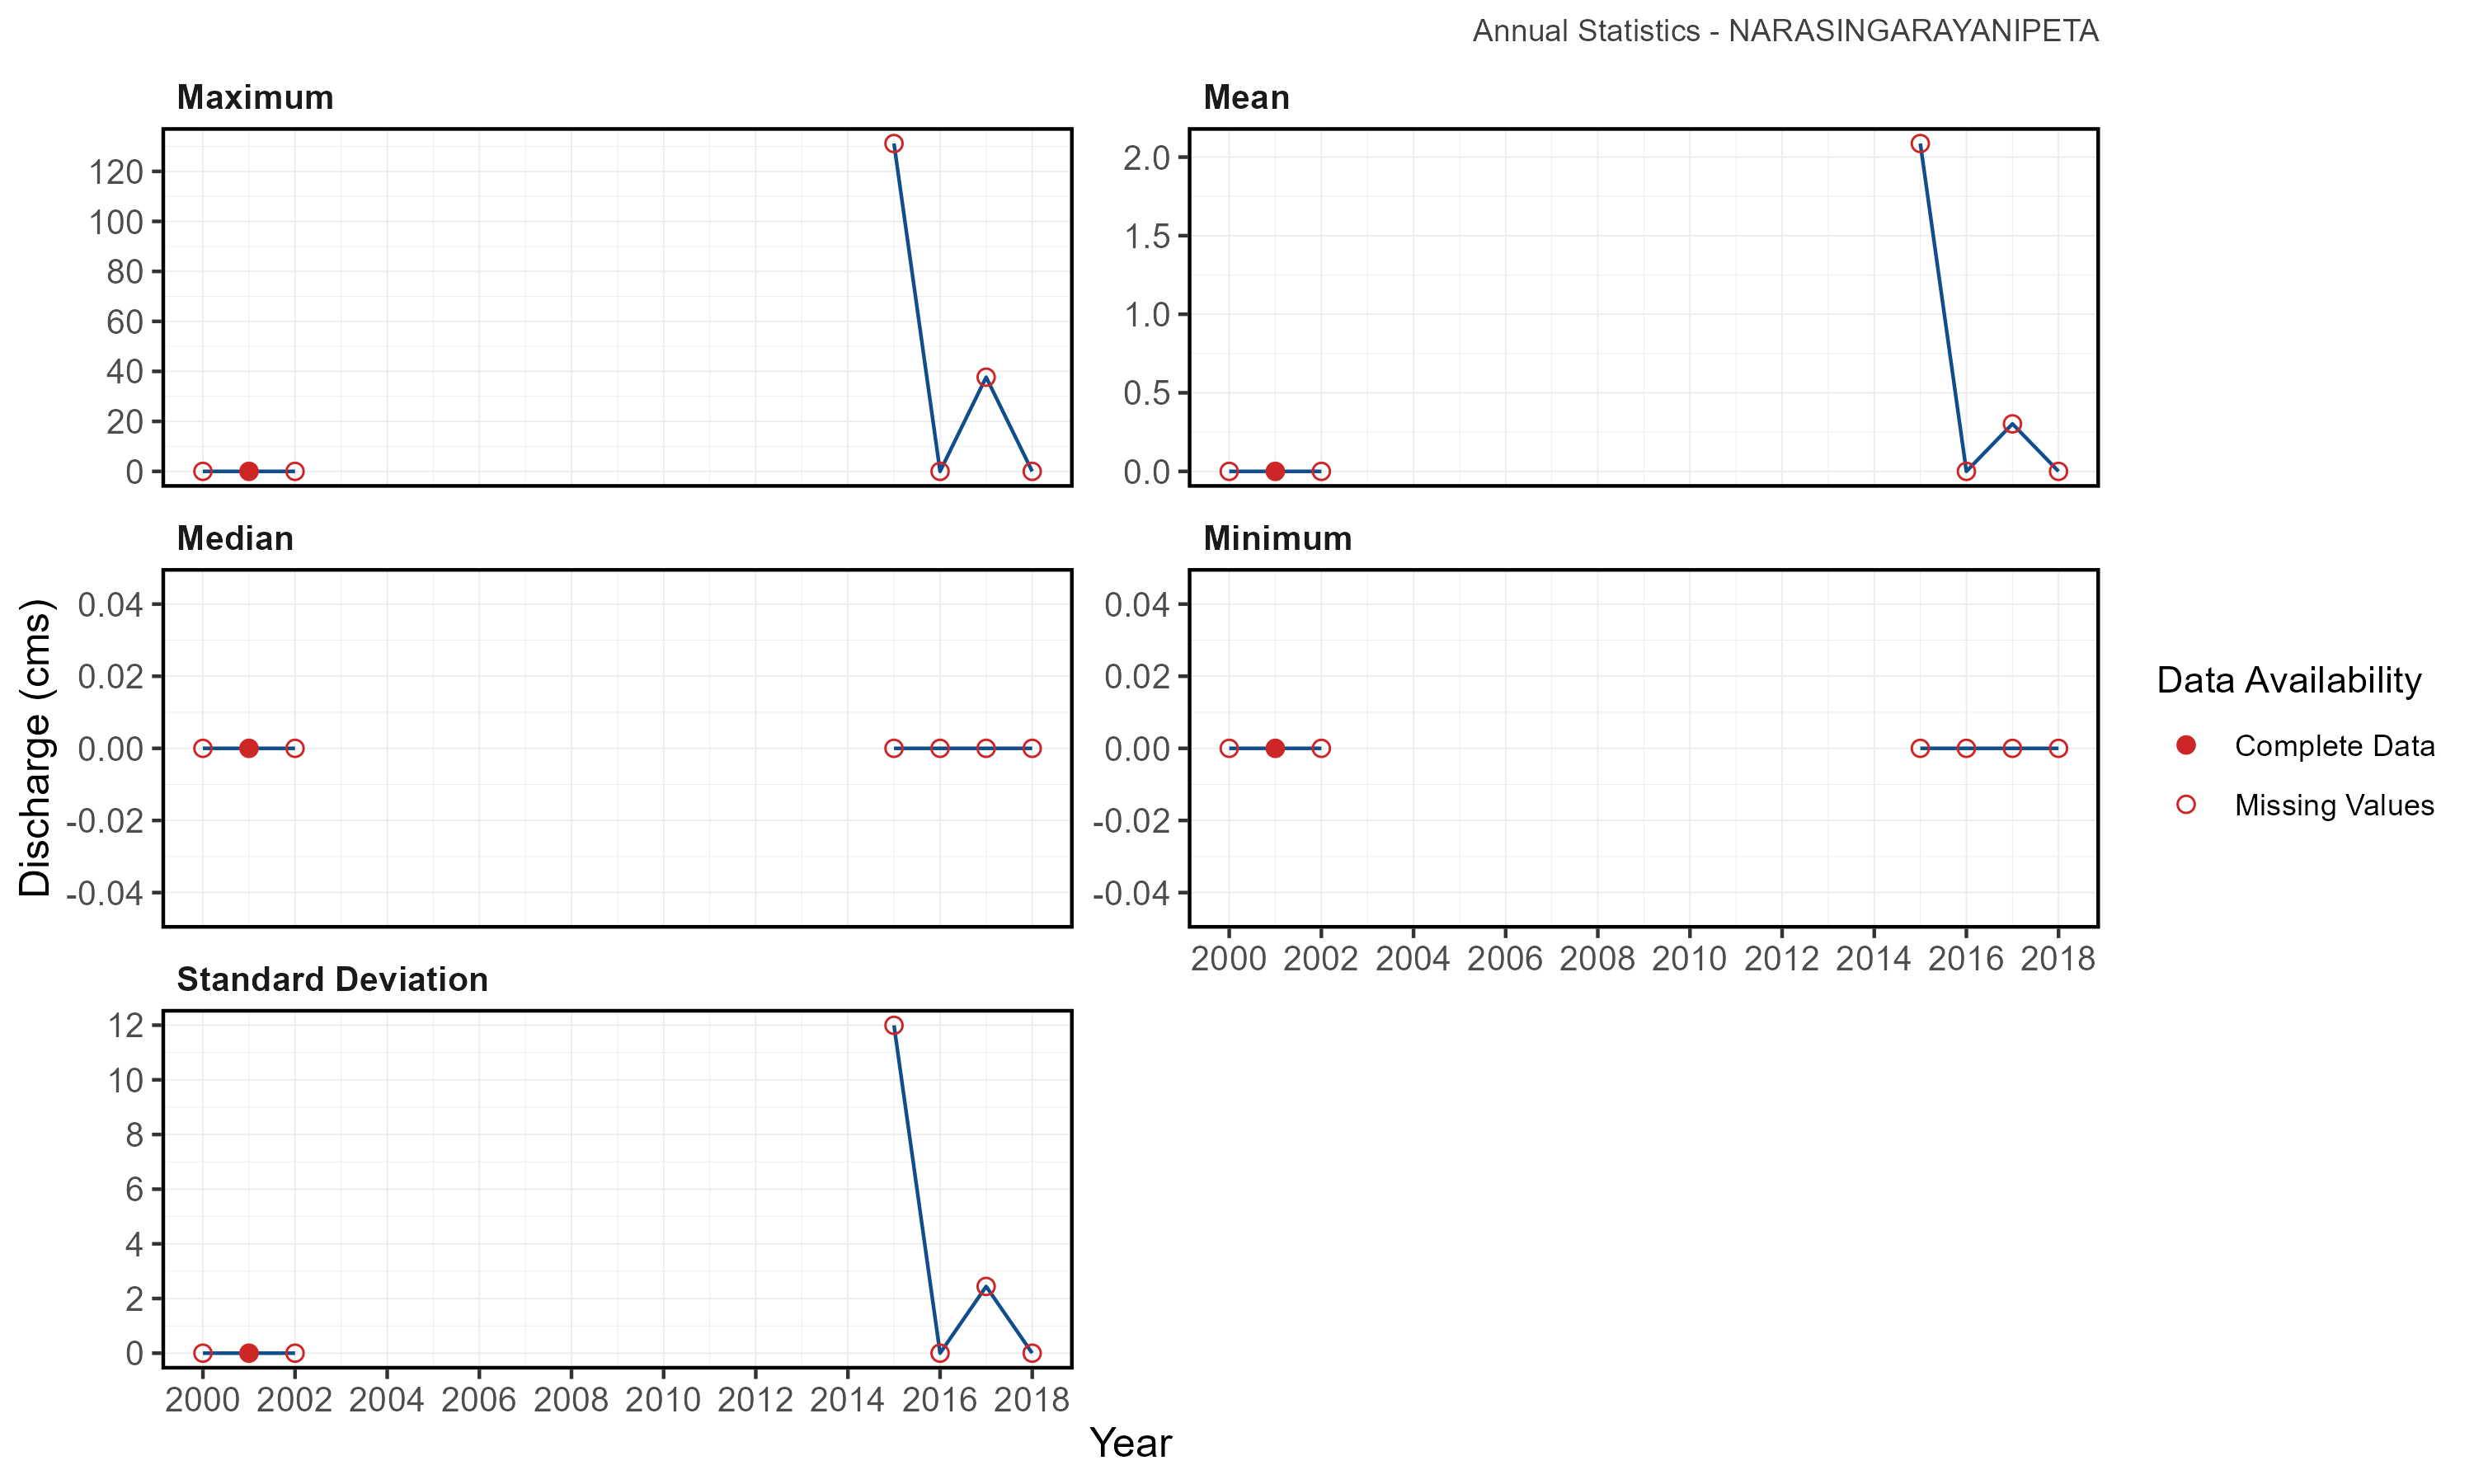 Annual Statistics - NARASINGARAYANIPETA
Maximum
120
100
80
60
40
20
0
Mean
2.0
1.5
1.0
0.5
0.0
Discharge (cms)
Median
0.04
0.02
0.00
-0.02
-0.04
Minimum
0.04
0.02
0.00
-0.02
-0.04
2000 2002 2004 2006 2008 2010 2012 2014 2016 2018
Standard Deviation
12
10
8
6
4
2
0
2000 2002 2004 2006 2008 2010 2012 2014 2016 2018
Year
Data Availability
Complete Data
Missing Values